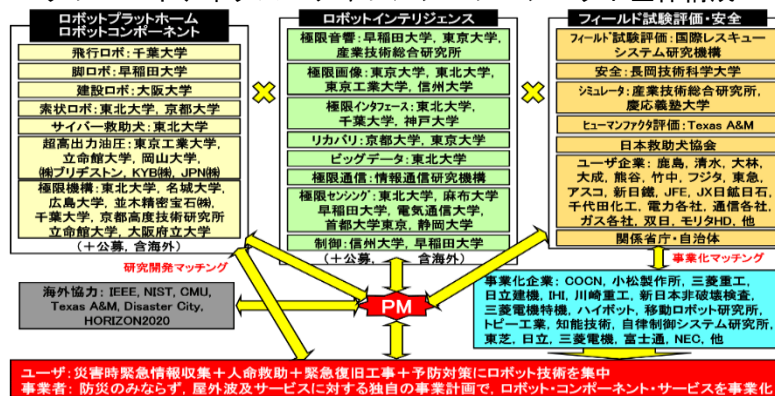 ロボットプラットホーム
ロボットコンポーネント
飛行ロボ:千葉大学
脚ロボ:早稲田大学
建設ロボ:大阪大学
索状ロボ:東北大学, 京都大学
サイバー救助犬:東北大学
超高出力油圧:東京工業大学,
立命館大学, 岡山大学,
㈱ブリヂストン, KYB㈱, JPN㈱
極限機構:東北大学, 名城大学,
広島大学, 並木精密宝石㈱,
千葉大学, 京都高度技術研究所
立命館大学, 大阪府立大学
(+公募, 含海外)
ロボットインテリジェンス
極限音響:早稲田大学, 東京大学,
産業技術総合研究所
極限画像:東京大学, 東北大学,
東京工業大学, 信州大学
極限インタフェース:東北大学,
千葉大学, 神戸大学
リカバリ:京都大学, 東京大学
ビッグデータ:東北大学
極限通信:情報通信研究機構
極限センシング:東北大学, 麻布大学
早稲田大学, 電気通信大学,
首都大学東京, 静岡大学
制御:信州大学, 早稲田大学
(+公募, 含海外)
フィールド試験評価・安全
フィールド試験評価:国際レスキュー
システム研究機構
安全:長岡技術科学大学
シミュレータ:産業技術総合研究所,
慶応義塾大学
ヒューマンファクタ評価:Texas A&M
日本救助犬協会
ユーザ企業:鹿島, 清水, 大林,
大成, 熊谷, 竹中, フジタ, 東急,
アスコ, 新日鐵, JFE, JX日鉱日石,
千代田化工, 電力各社, 通信各社,
ガス各社, 双日, モリタHD, 他
関係省庁・自治体
研究開発マッチング
事業化マッチング
海外協力:IEEE, NIST, CMU,
Texas A&M, Disaster City,
HORIZON2020
PM
事業化企業:COCN, 小松製作所, 三菱重工,
日立建機, IHI, 川崎重工, 新日本非破壊検査,
三菱電機特機, ハイボット, 移動ロボット研究所,
トピー工業, 知能技術, 自律制御システム研究所,
東芝, 日立, 三菱電機, 富士通, NEC, 他
ユーザ:災害時緊急情報収集+人命救助+緊急復旧工事+予防対策にロボット技術を集中
事業者:防災のみならず, 屋外波及サービスに対する独自の事業計画で, ロボット・コンポーネント・サービスを事業化